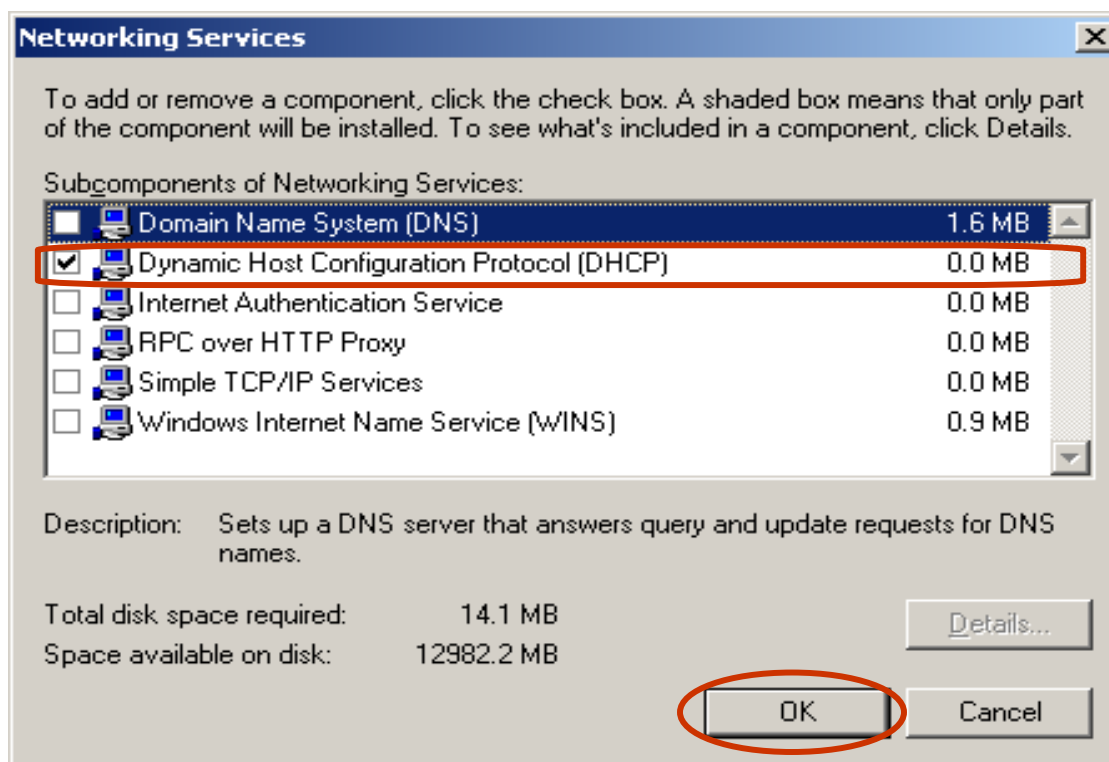 Networking Services
To add or remove a component, click the check box. A shaded box means that only part
of the component will be installed. To see what's included in a component, click Details.
Subcomponents of Networking Services:
Domain Name System (DNS) 1.6 MB
Dynamic Host Configuration Protocol (DHCP) 0.0 MB
Internet Authentication Service 0.0 MB
RPC over HTTP Proxy 0.0 MB
Simple TCP/IP Services 0.0 MB
Windows Internet Name Service (WINS) 0.9 MB
Description: Sets up a DNS server that answers query and update requests for DNS
names.
Total disk space required: 14.1 MB
Details...
Space available on disk: 12982.2 MB
OK Cancel